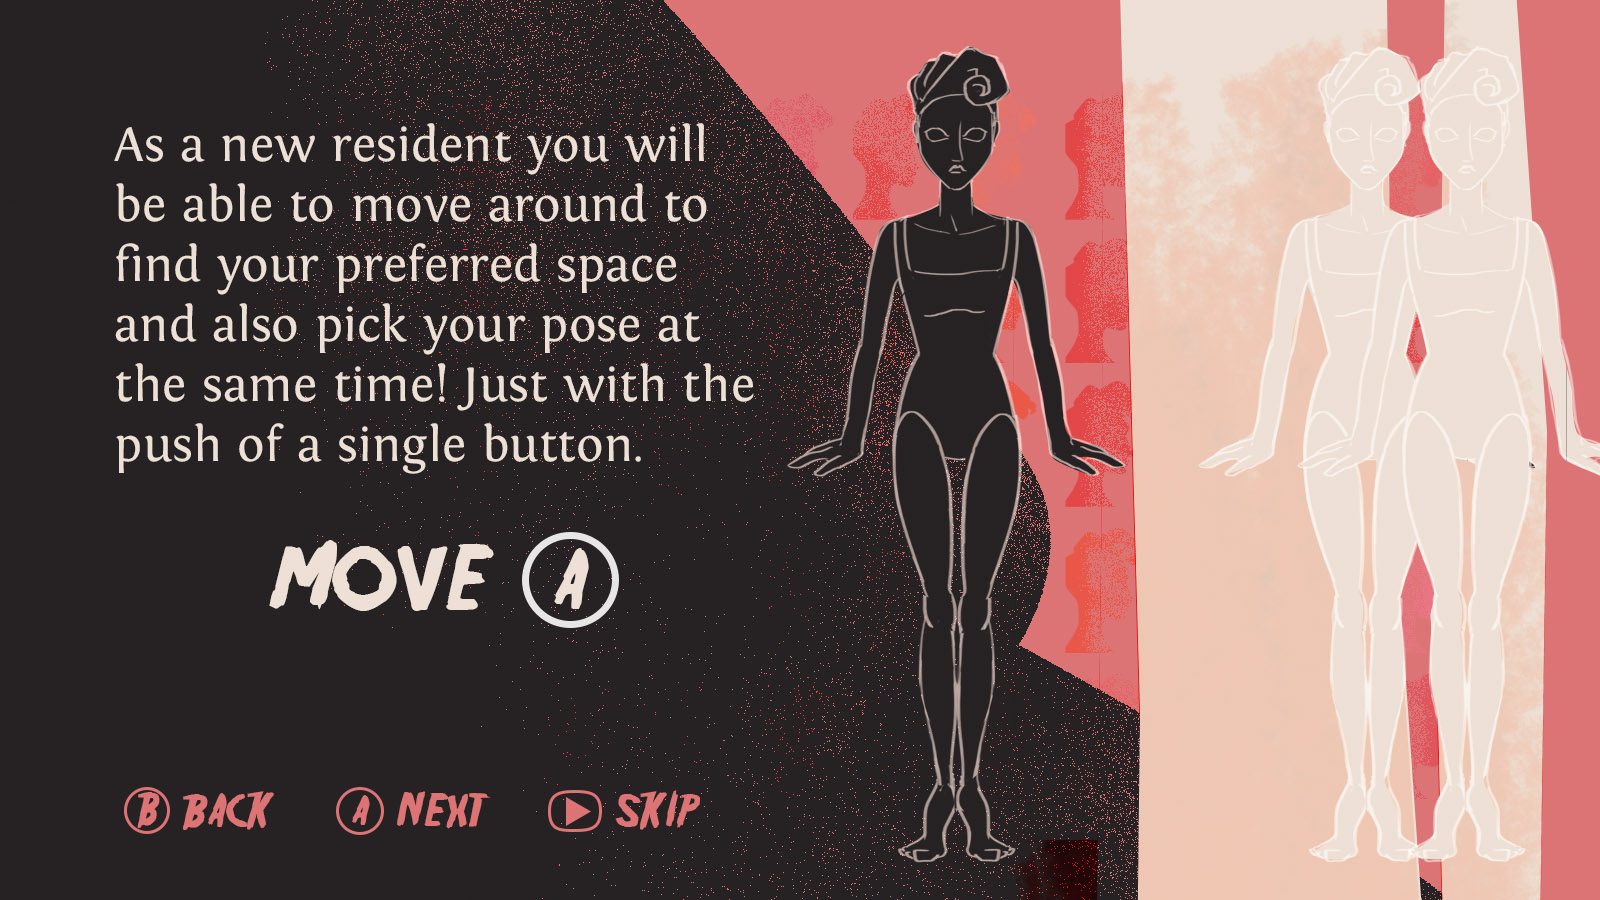 As a new resident you will
be able to move around to
find your preferred space
and also pick your pose at
the same time! Just with the
push of a single button.
MOVE A
B BACK A NEXT SKIP